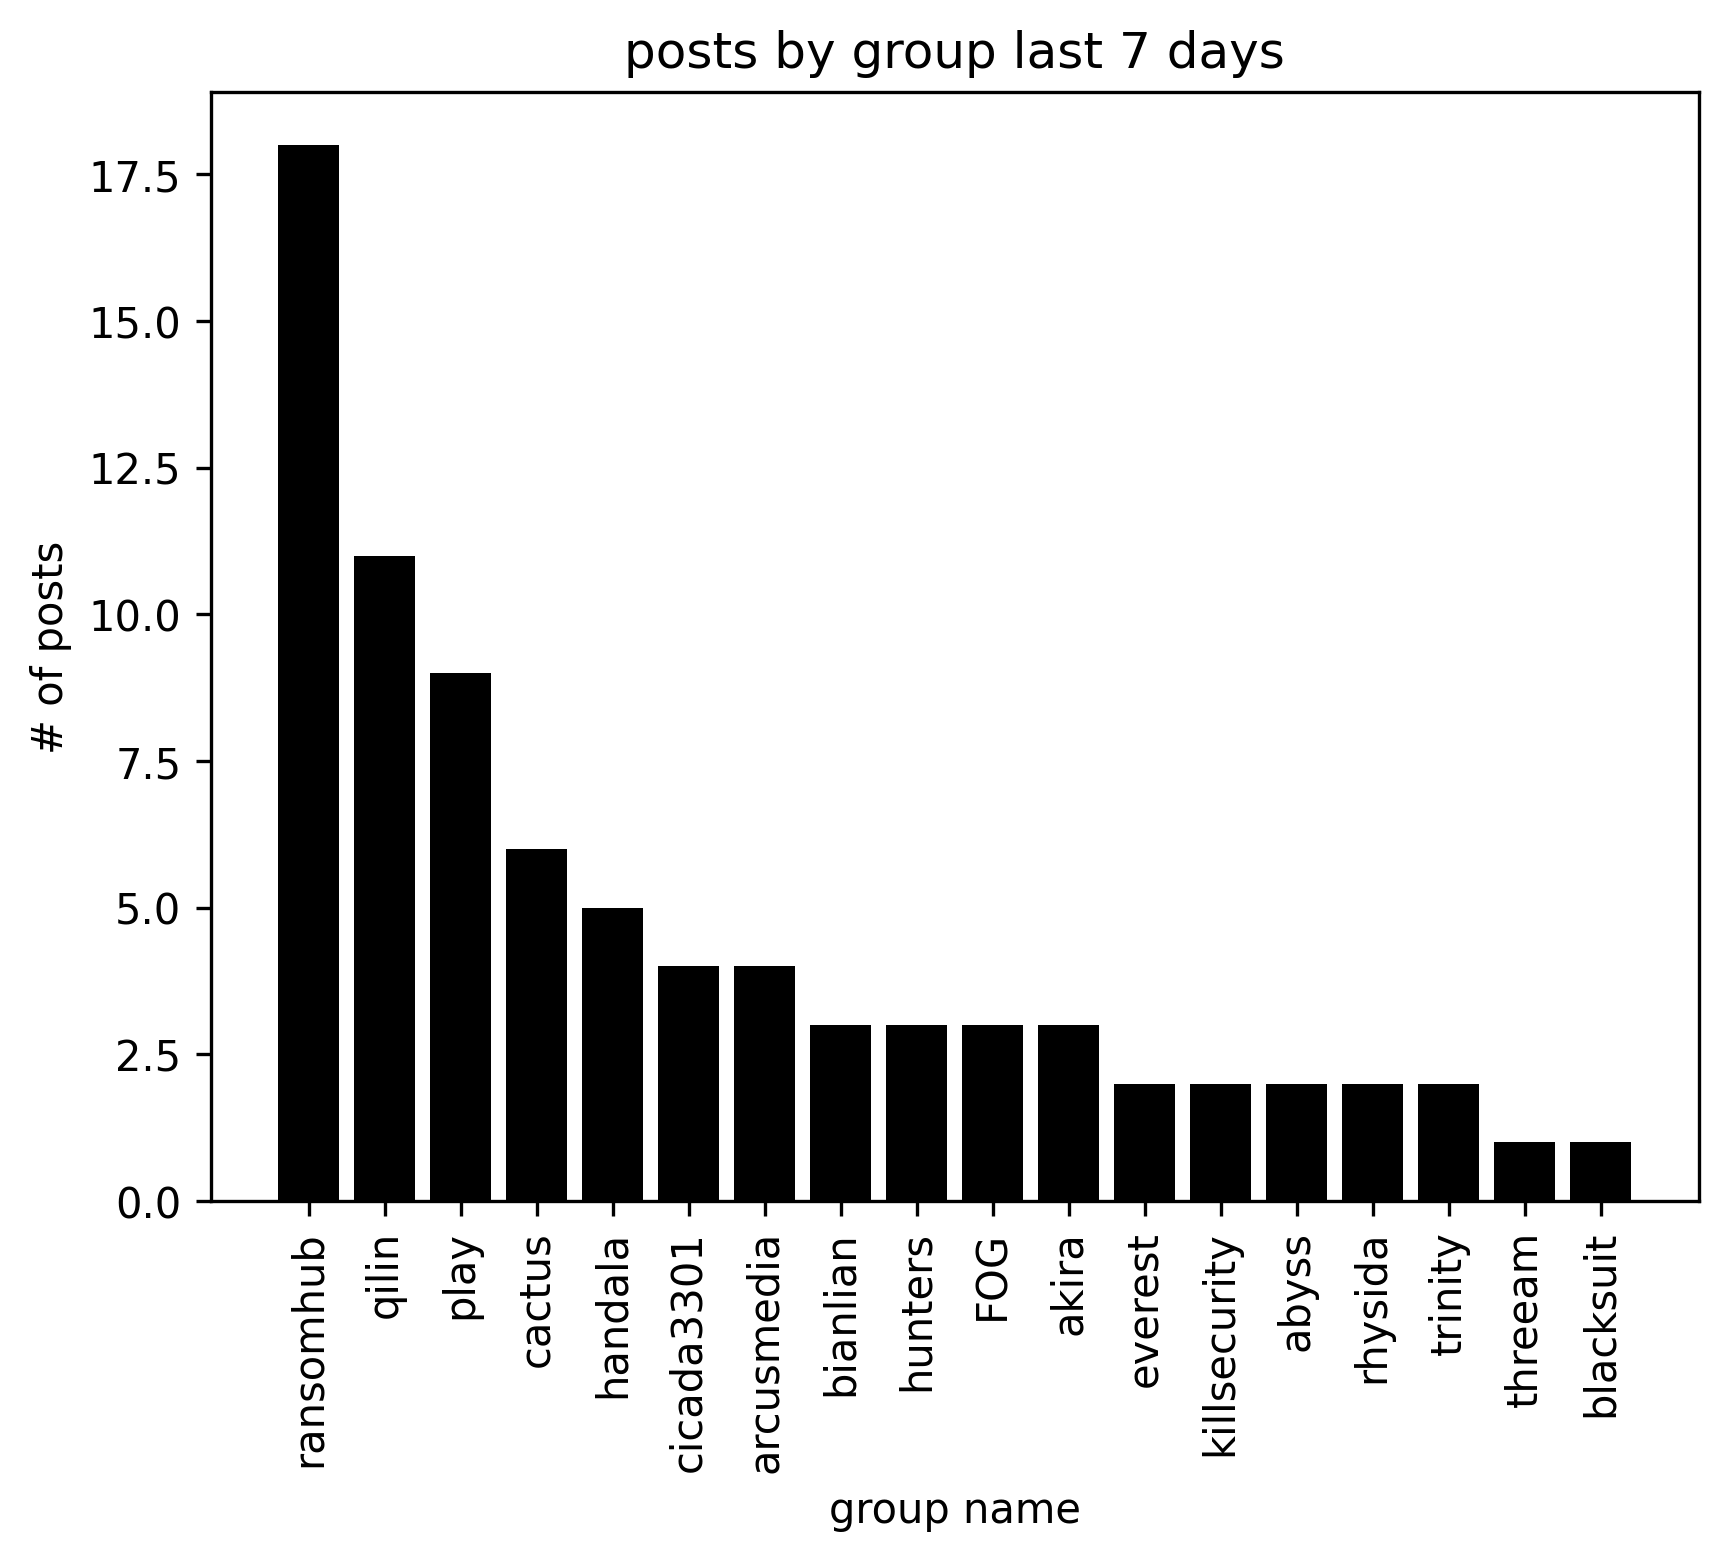 posts by group last 7 days
# of posts
17.5
15.0
12.5
10.0
7.5
5.0
2.5
0.0
ransomhub
qilin
play
cactus
handala
cicada3301
arcusmedia
bianlian
hunters
FOG
akira
everest
killsecurity
abyss
rhysida
trinity
threeam
blacksuit
group name